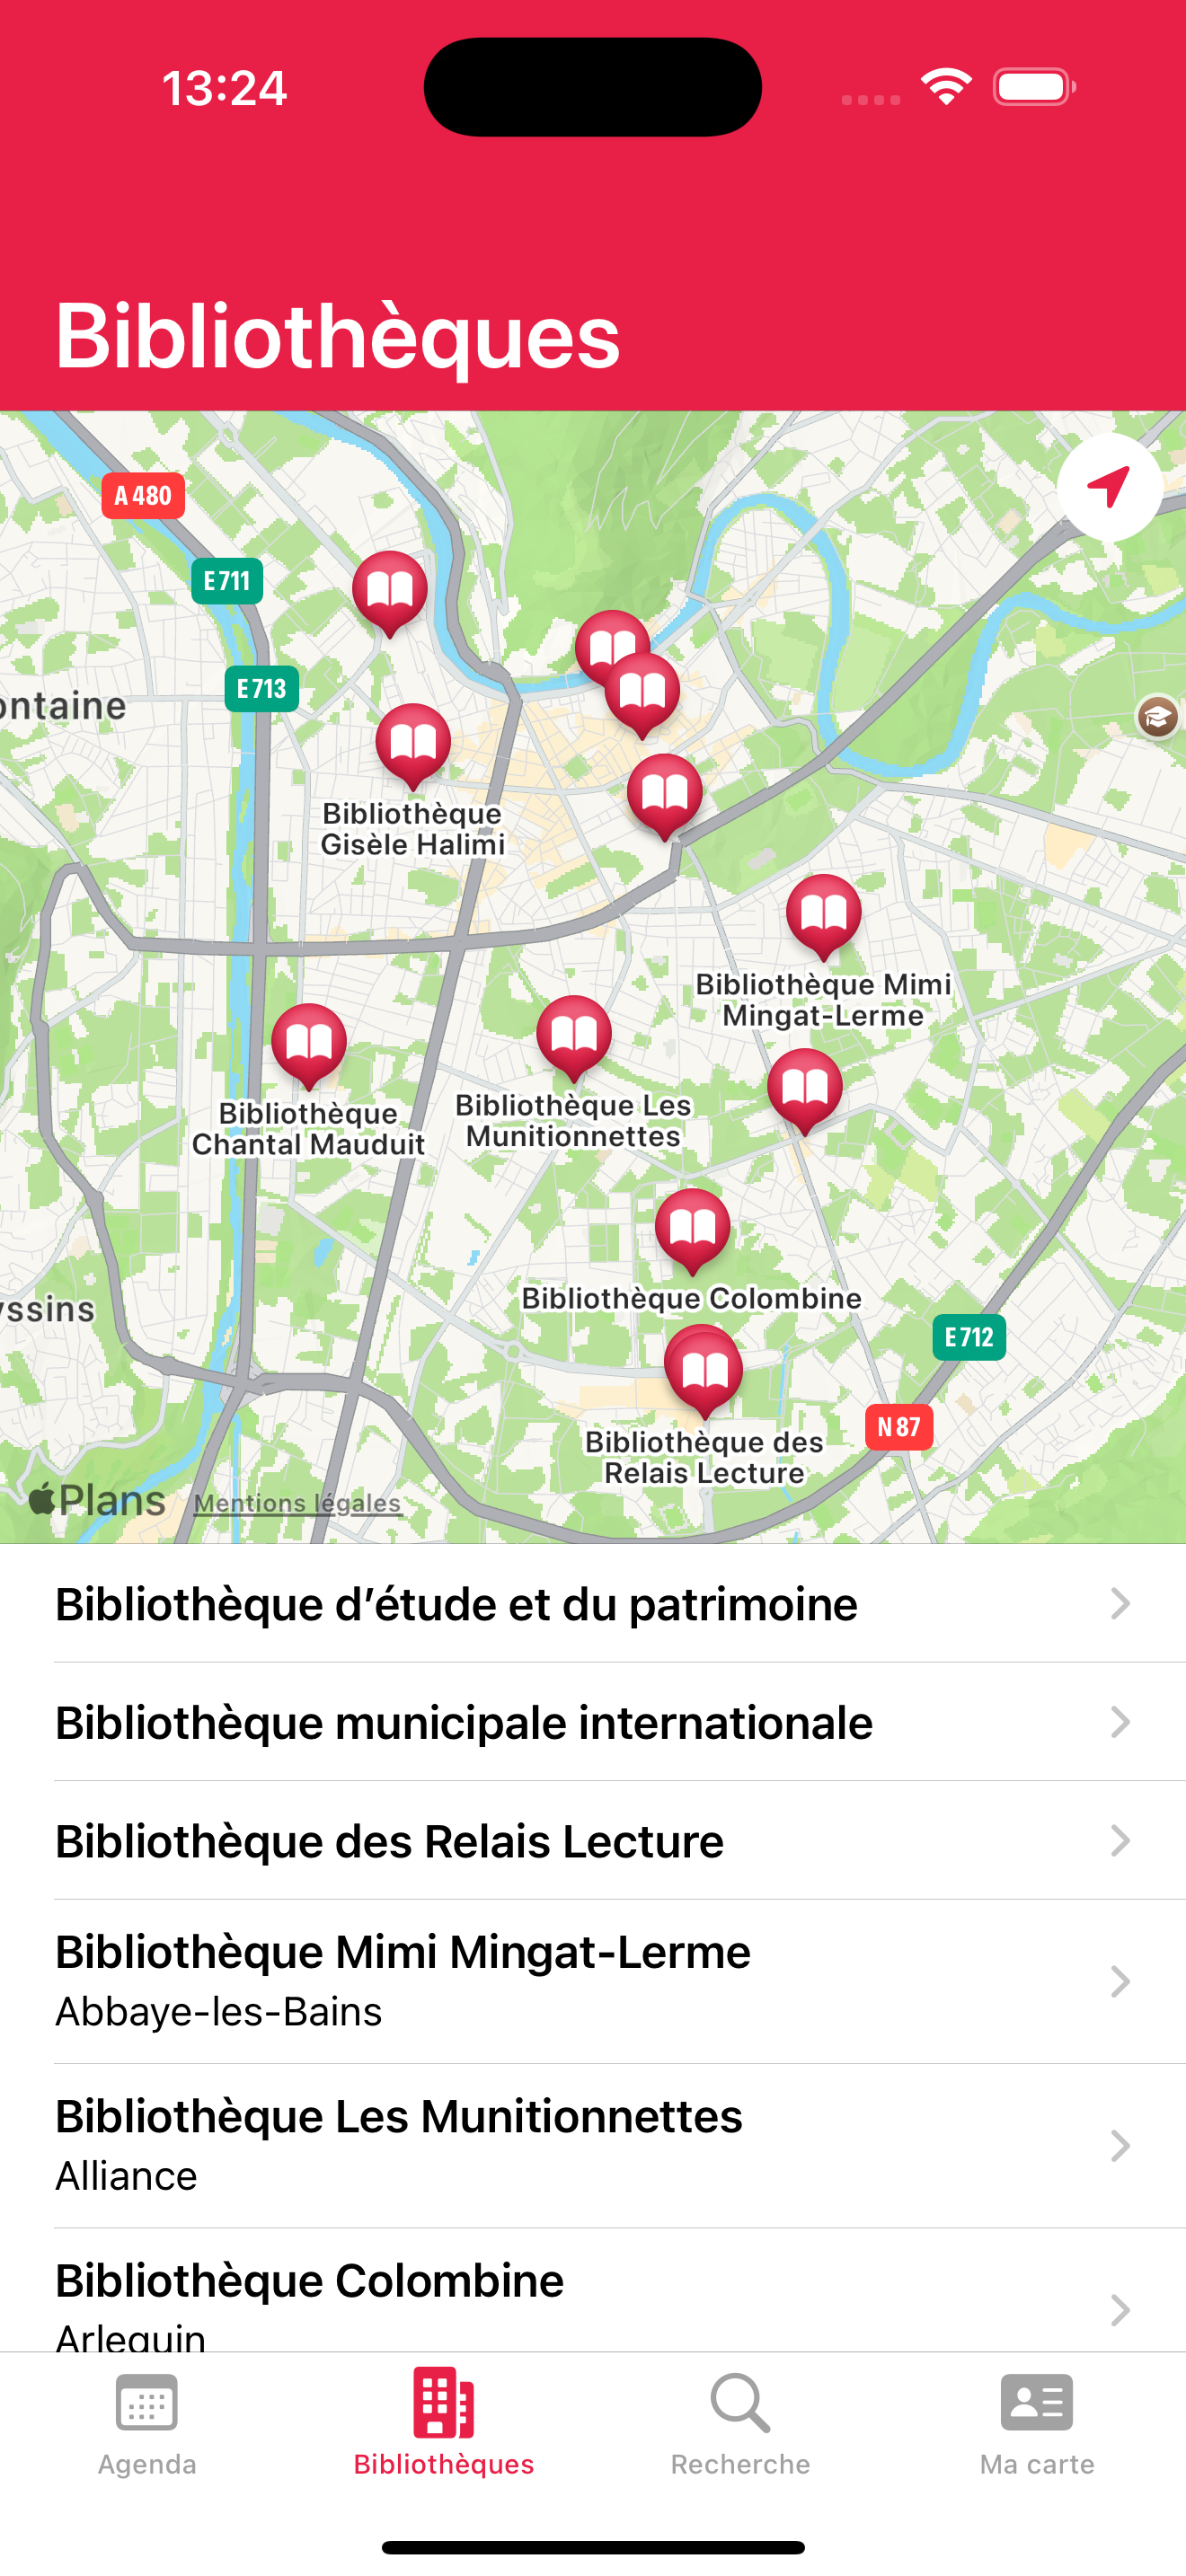 13:24
Bibliothèques
A 480
E 711
E 713
ontaine
Bibliothèque
Gisèle Halimi
Bibliothèque Mimi
Mingat-Lerme
Bibliothèque
Chantal Mauduit
Bibliothèque Les
Munitionnettes
Bibliothèque Colombine
yssins
E 712
Bibliothèque des
Relais Lecture
N 87
Plans
Mentions légales
Bibliothèque d’étude et du patrimoine
Bibliothèque municipale internationale
Bibliothèque des Relais Lecture
Bibliothèque Mimi Mingat-Lerme
Abbaye-les-Bains
Bibliothèque Les Munitionnettes
Alliance
Bibliothèque Colombine
Arlequin
Agenda
Bibliothèques
Recherche
Ma carte